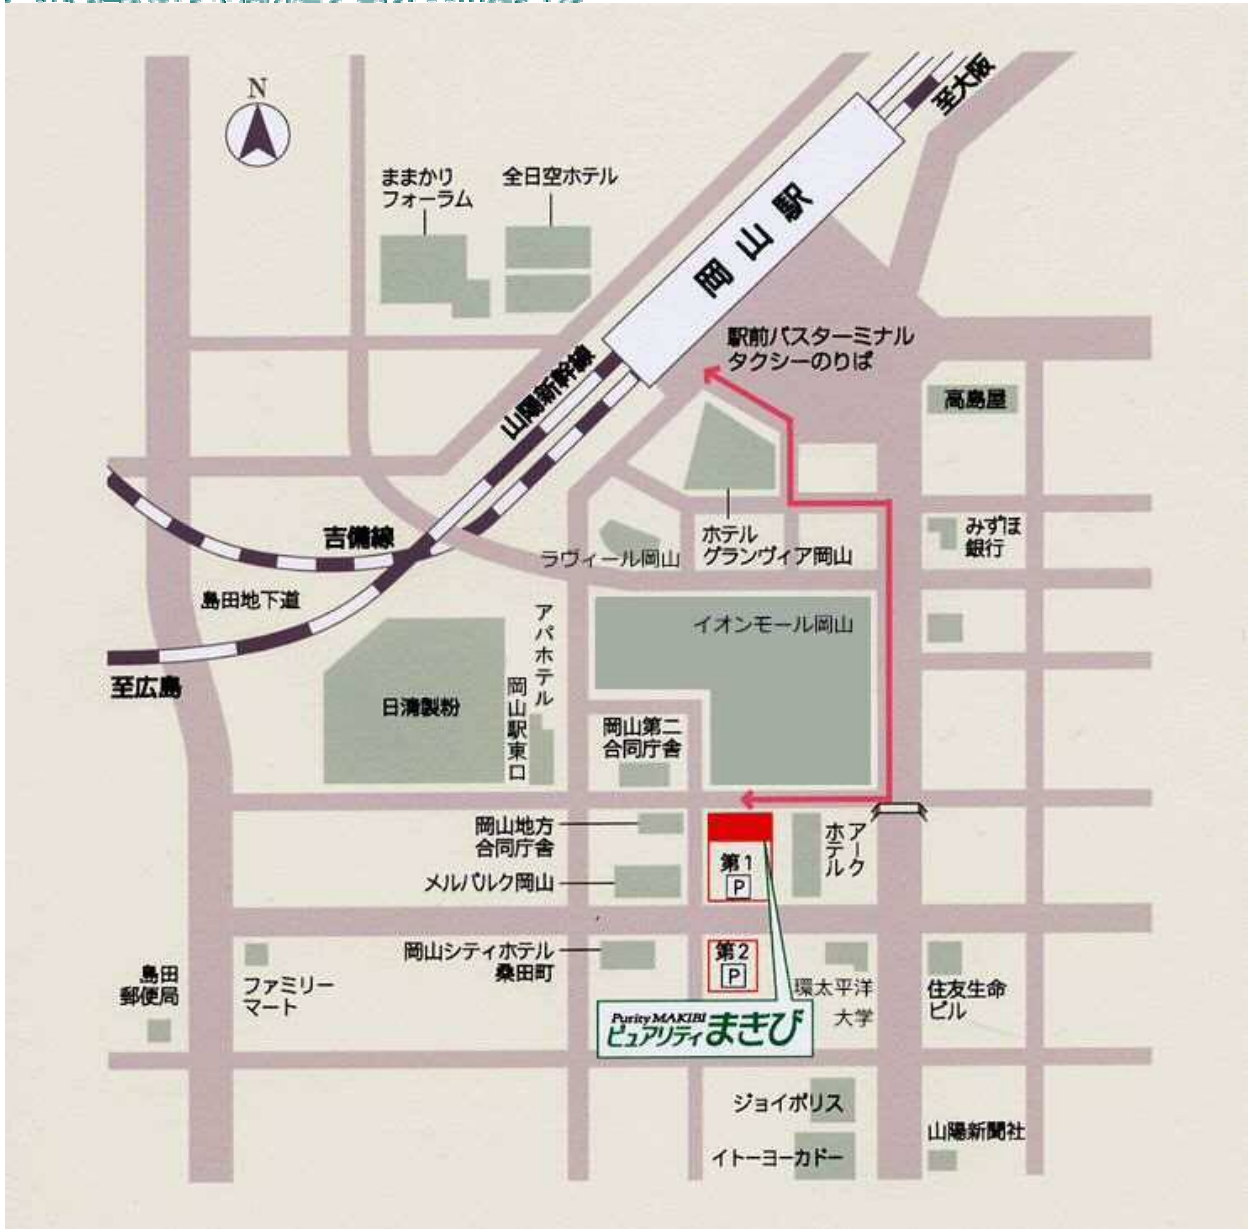 N
至大阪
ままかり
フォーラム
全日空ホテル
岡山駅
駅前バスターミナル
タクシーのりば
山陽新幹線
高島屋
吉備線
ホテル
グランヴィア岡山
みずほ
銀行
ラヴィール岡山
島田地下道
アパホテル
岡山駅東口
イオンモール岡山
至広島
日清製粉
岡山第二
合同庁舎
岡山地方
合同庁舎
アーク
ホテル
第1
P
メルパルク岡山
岡山シティホテル
桑田町
第2
P
島田
郵便局
ファミリー
マート
環太平洋
大学
住友生命
ビル
Purity MAKIBI
ピュアリティまきび
ジョイポリス
山陽新聞社
イトーヨーカドー